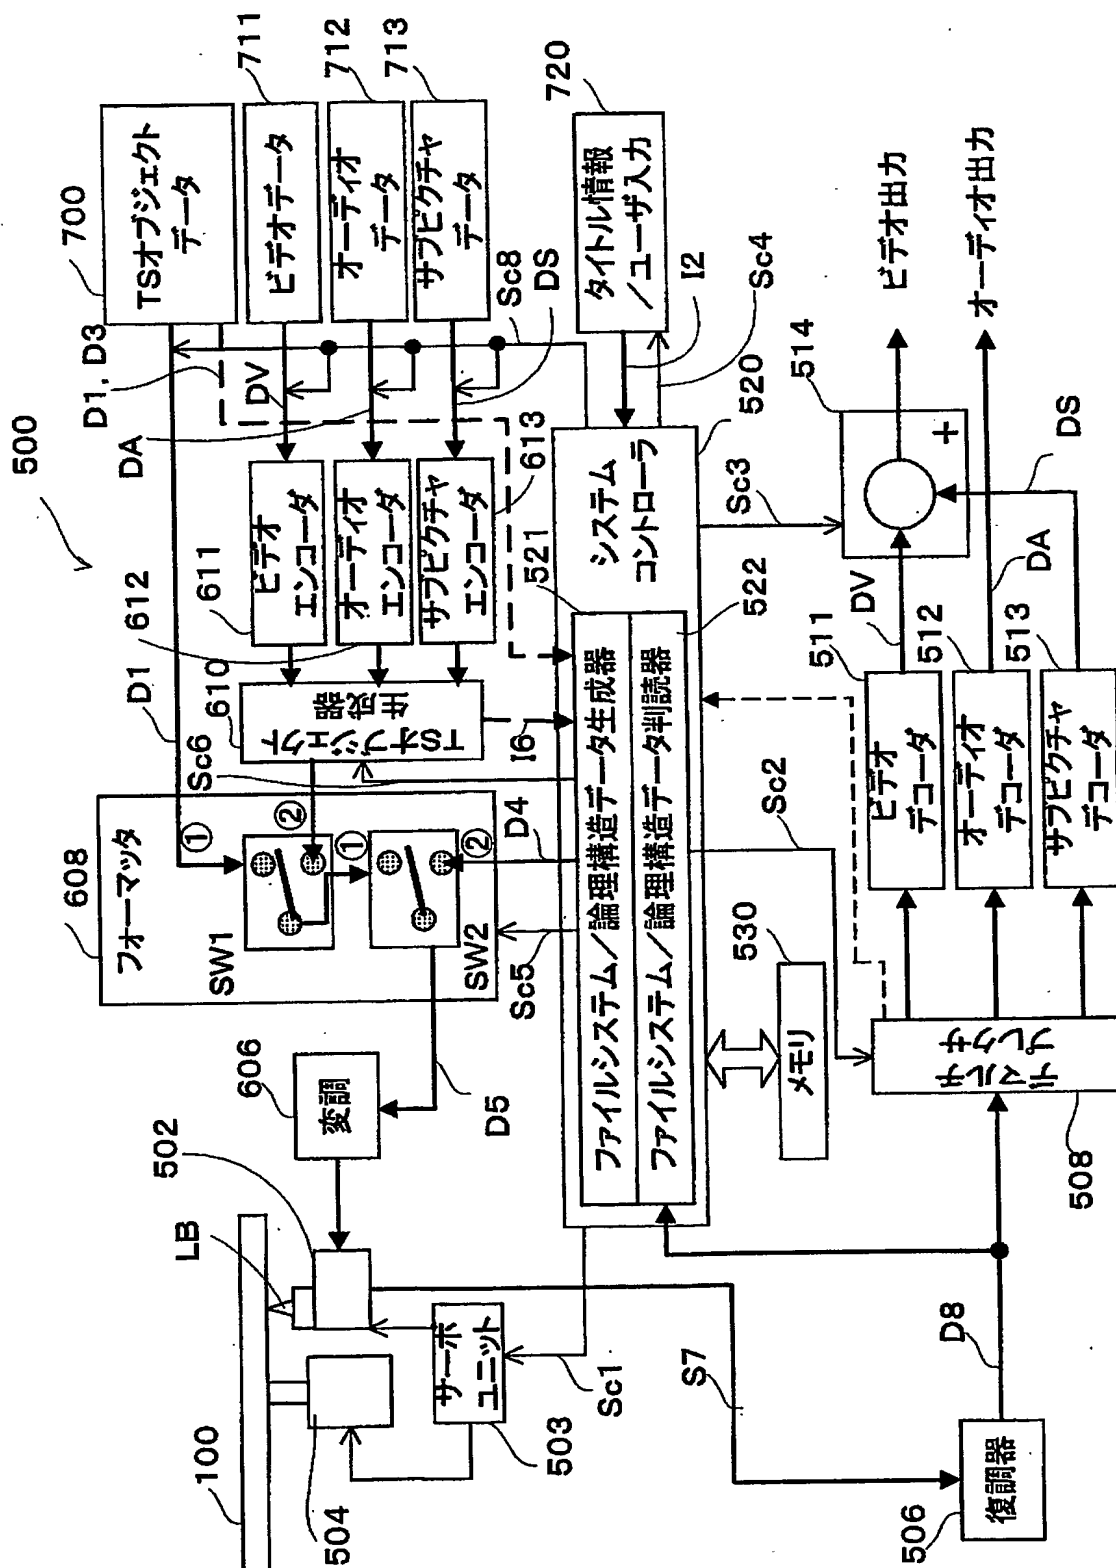 500
100
504
LB
502
606
変調
608
フォーマッタ
①
②
①
②
SW1
SW2
D1
Sc6
610
612
611
TSオブジェクト
生成器
ビデオ
エンコーダ
オーディオ
エンコーダ
サブピクチャ
エンコーダ
613
DA
DV
D1, D3
700
TSオブジェクト
データ
711
ビデオデータ
712
オーディオ
データ
713
サブピクチャ
データ
Sc8
DS
サーボ
ユニット
503
Sc1
D5
Sc5
D4
I6
ファイルシステム/論理構造データ生成器
ファイルシステム/論理構造データ判読器
システム
コントローラ
521
522
520
720
タイトル情報
/ユーザ入力
I2
Sc4
S7
530
メモリ
Sc2
Sc3
514
+
ビデオ出力
オーディオ出力
506
復調器
D8
508
デマルチ
プレクサ
511
ビデオ
デコーダ
512
オーディオ
デコーダ
513
サブピクチャ
デコーダ
DV
DA
DS